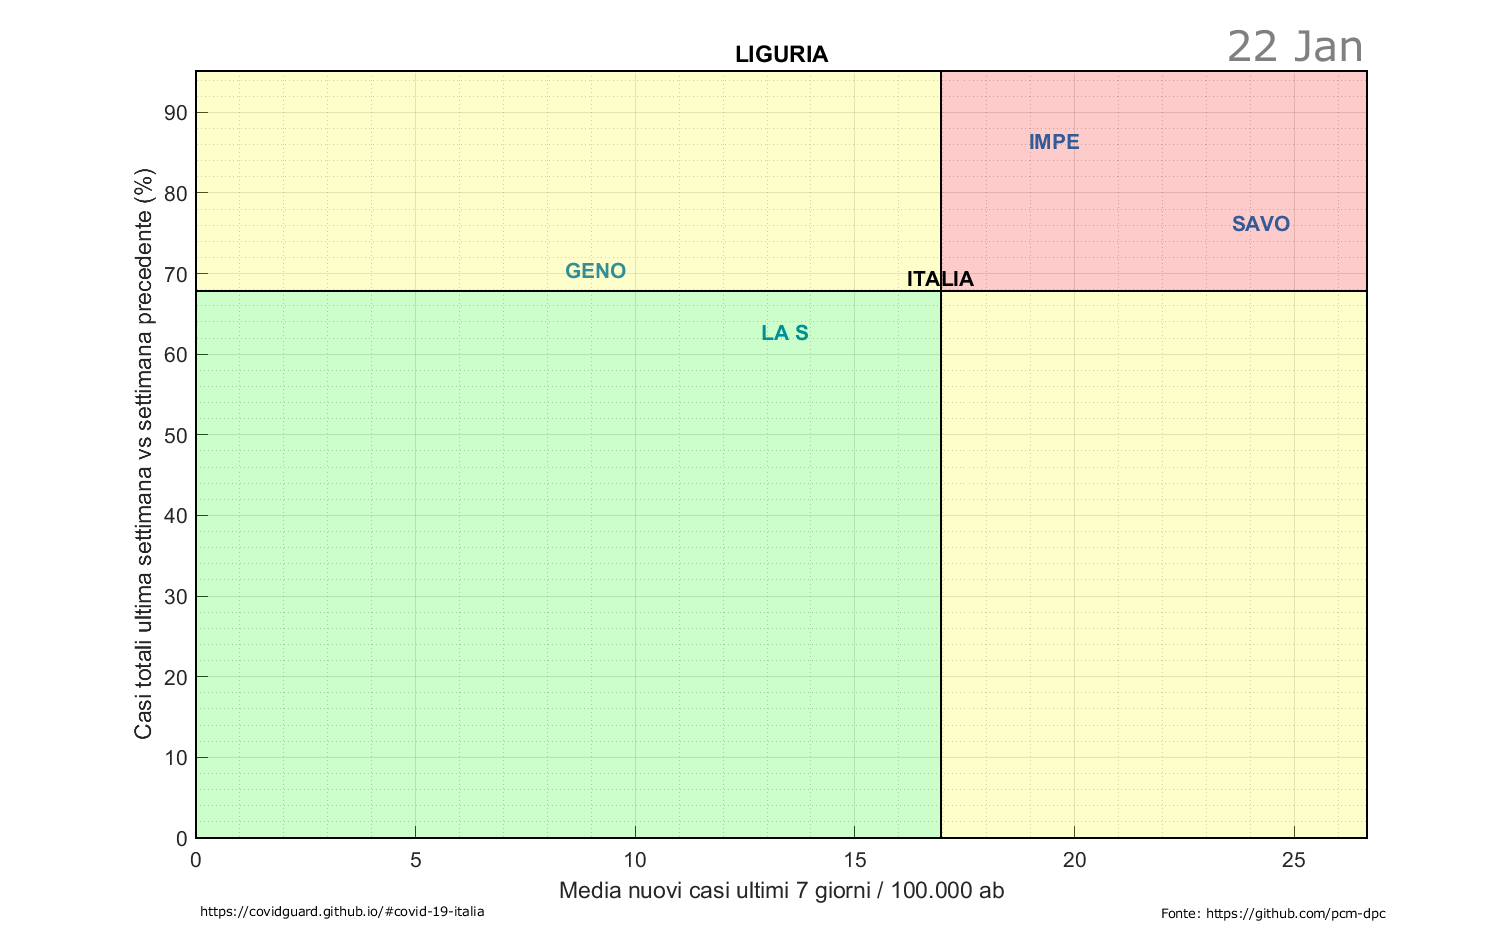 22 Jan
LIGURIA
Casi totali ultima settimana vs settimana precedente (%)
90
80
70
60
50
40
30
20
10
0
IMPE
SAVO
GENO
ITALIA
LA S
0 5 10 15 20 25
Media nuovi casi ultimi 7 giorni / 100.000 ab
https://covidguard.github.io/#covid-19-italia
Fonte: https://github.com/pcm-dpc